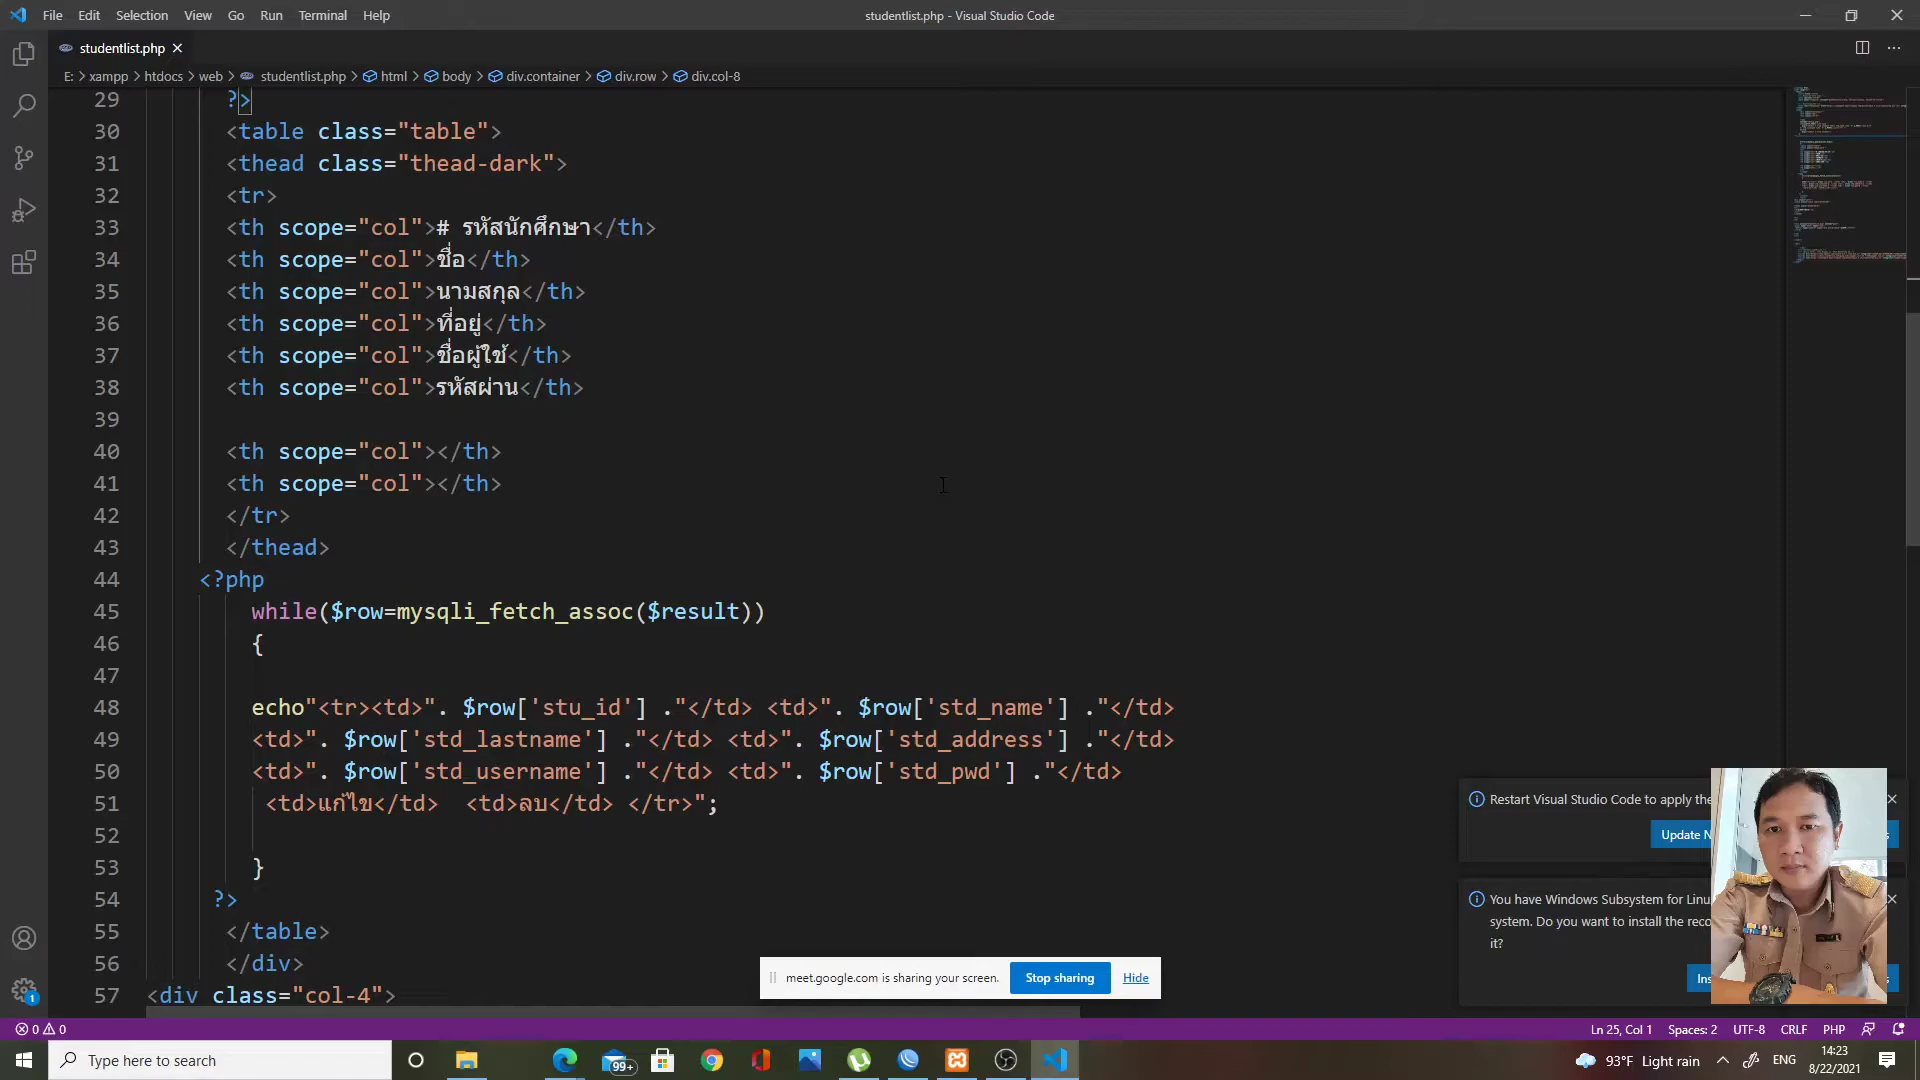 File Edit Selection View Go Run Terminal Help
studentlist.php - Visual Studio Code
studentlist.php
E: > xampp > htdocs > web > studentlist.php > html > body > div.container > div.row > div.col-8
29 ?>
30 <table class="table">
31 <thead class="thead-dark">
32 <tr>
33 <th scope="col"># รหัสนักศึกษา</th>
34 <th scope="col">ชื่อ</th>
35 <th scope="col">นามสกุล</th>
36 <th scope="col">ที่อยู่</th>
37 <th scope="col">ชื่อผู้ใช้</th>
38 <th scope="col">รหัสผ่าน</th>
39
40 <th scope="col"></th>
41 <th scope="col"></th>
42 </tr>
43 </thead>
44 <?php
45 while($row=mysqli_fetch_assoc($result))
46 {
47
48 echo"<tr><td>". $row['stu_id'] ."</td> <td>". $row['std_name'] ."</td>
49 <td>". $row['std_lastname'] ."</td> <td>". $row['std_address'] ."</td>
50 <td>". $row['std_username'] ."</td> <td>". $row['std_pwd'] ."</td>
51 <td>แก้ไข</td> <td>ลบ</td> </tr>";
52
53 }
54 ?>
55 </table>
56 </div>
57 <div class="col-4">
Restart Visual Studio Code to apply the
Update N
You have Windows Subsystem for Linu
system. Do you want to install the reco
it?
Ins
meet.google.com is sharing your screen. Stop sharing Hide
0 0
Ln 25, Col 1 Spaces: 2 UTF-8 CRLF PHP
Type here to search
99+
93°F Light rain ENG 14:23
8/22/2021
1